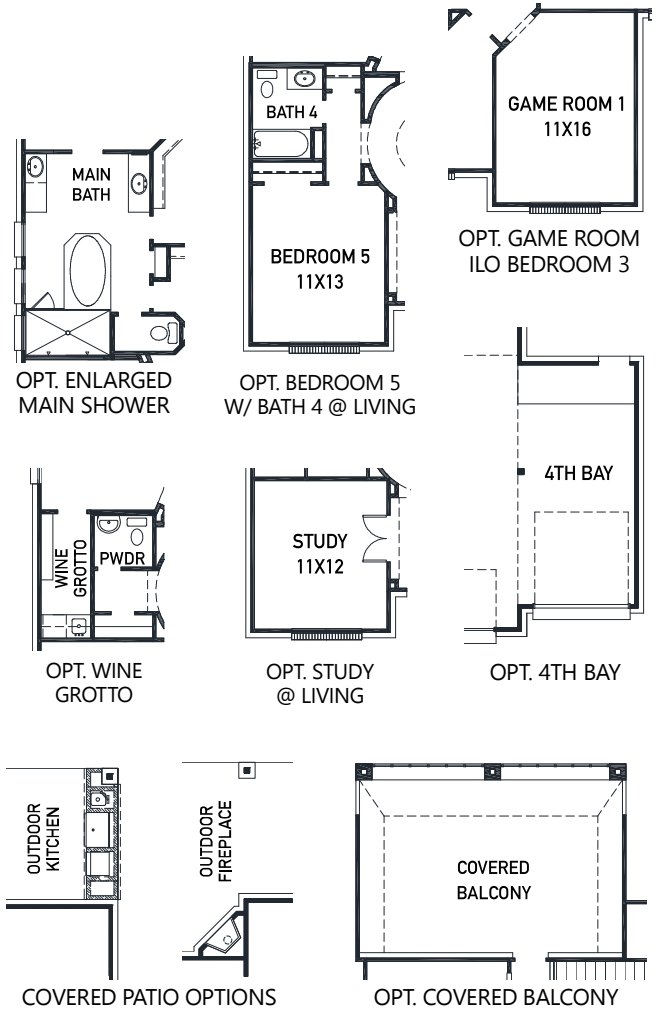 GAME ROOM 1
11X16
OPT. GAME ROOM
ILO BEDROOM 3
BATH 4
BEDROOM 5
11X13
OPT. BEDROOM 5
W/ BATH 4 @ LIVING
MAIN
BATH
OPT. ENLARGED
MAIN SHOWER
4TH BAY
OPT. 4TH BAY
WINE
GROTTO
PWDR
OPT. WINE
GROTTO
STUDY
11X12
OPT. STUDY
@ LIVING
OUTDOOR
KITCHEN
OUTDOOR
FIREPLACE
COVERED PATIO OPTIONS
COVERED
BALCONY
OPT. COVERED BALCONY